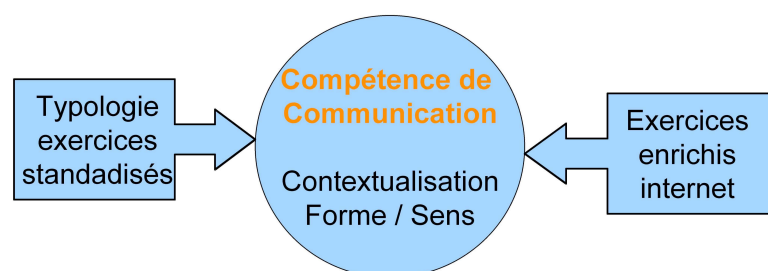 Typologie
exercices
standadisés
Compétence de
Communication
Contextualisation
Forme / Sens
Exercices
enrichis
internet